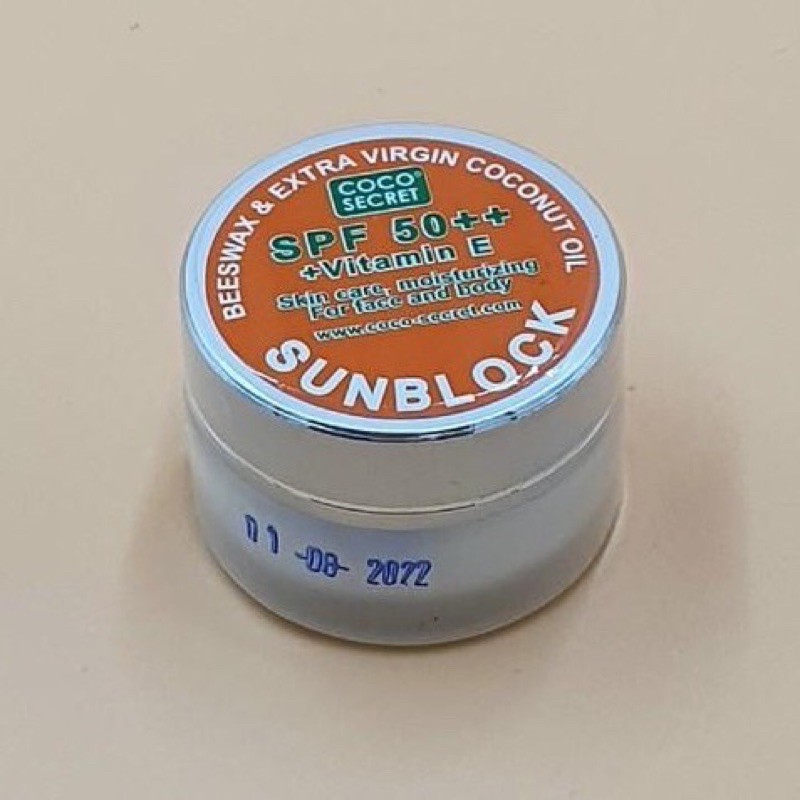 BEESWAX & EXTRA VIRGIN COCONUT OIL
COCO
SECRET
SPF 50++
+Vitamin E
Skin care, moisturizing
For face and body
www.coco-secret.com
SUNBLOCK
01-08-2022